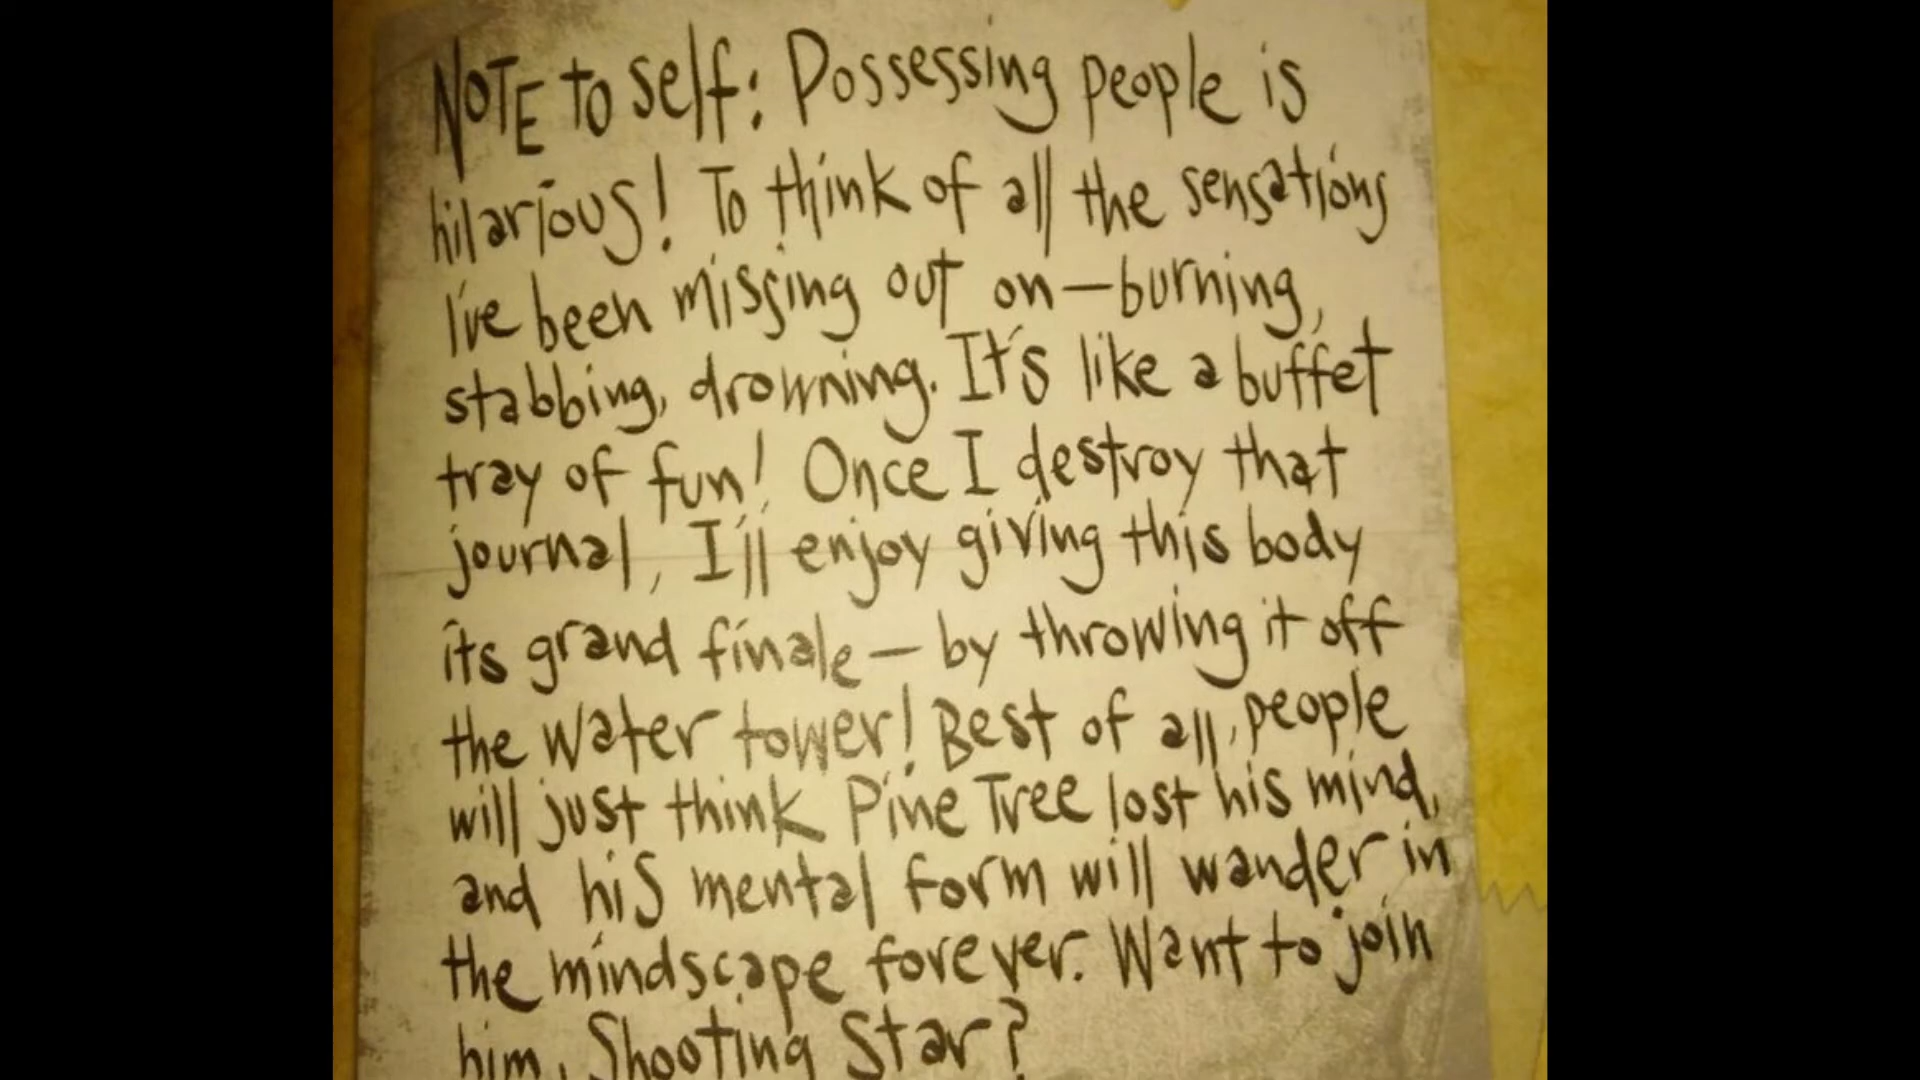 NOTE to self: Possessing people is
hilarious! To think of all the sensations
I've been missing out on—burning,
stabbing, drowning. It's like a buffet
tray of fun! Once I destroy that
journal, I'll enjoy giving this body
its grand finale—by throwing it off
the water tower! Best of all, people
will just think Pine Tree lost his mind,
and his mental form will wander in
the mindscape forever. Want to join
him, Shooting Star?